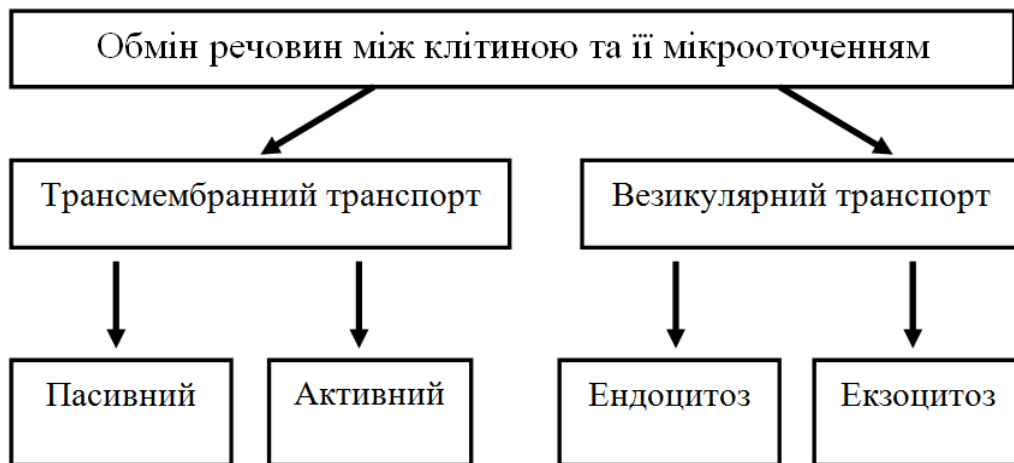 Обмін речовин між клітиною та її мікрооточенням
Трансмембранний транспорт
Везикулярний транспорт
Пасивний
Активний
Ендоцитоз
Екзоцитоз